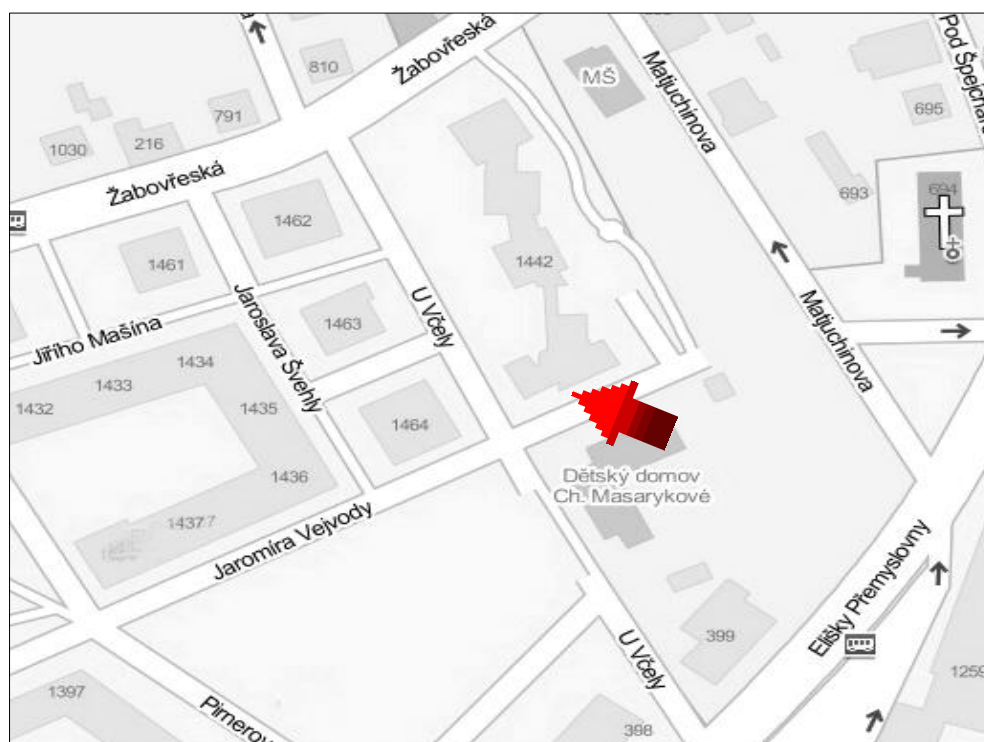 Žabovřeská
Matjuchinova
810
MŠ
791
695
1030
216
Žabovřeská
693
694
1462
1461
1442
U Včely
Jaroslava Švehly
1463
Matjuchinova
Jiřího Mašína
1434
1433
1432
1435
1464
1436
Dětský domov
Ch. Masarykové
1437
Jaromíra Vejvody
Elišky Přemyslovny
399
U Včely
1259
1397
398